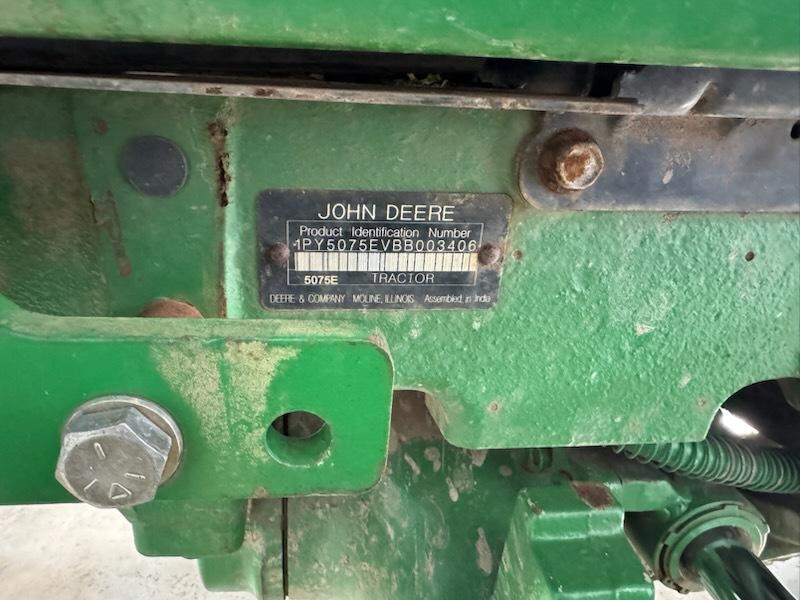 JOHN DEERE
Product Identification Number
1PY5075EVBB003406
5075E TRACTOR
DEERE & COMPANY MOLINE, ILLINOIS Assembled in India